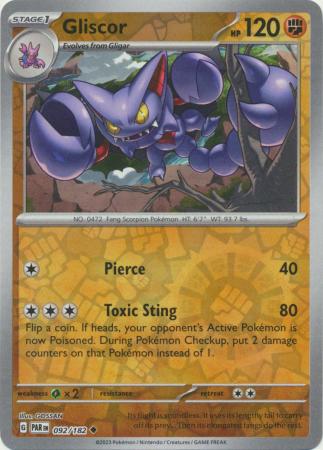 STAGE 1
Gliscor
HP 120
Evolves from Gligar
NO. 0472 Fang Scorpion Pokémon HT: 6'7" WT: 93.7 lbs.
Pierce 40
Toxic Sting 80
Flip a coin. If heads, your opponent's Active Pokémon is
now Poisoned. During Pokémon Checkup, put 2 damage
counters on that Pokémon instead of 1.
weakness × 2 resistance retreat
Illus. GOSSAN
G PAR EN 092/182
Its flight is soundless. It uses its lengthy tail
to carry off its prey. Then its elongated fangs do the rest.
©2023 Pokémon / Nintendo / Creatures / GAME FREAK